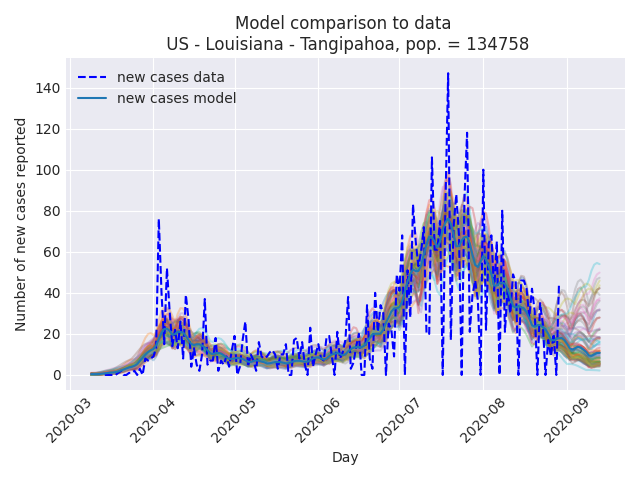 Model comparison to data
US - Louisiana - Tangipahoa, pop. = 134758
new cases data
new cases model
Number of new cases reported
140
120
100
80
60
40
20
0
2020-03
2020-04
2020-05
2020-06
2020-07
2020-08
2020-09
Day